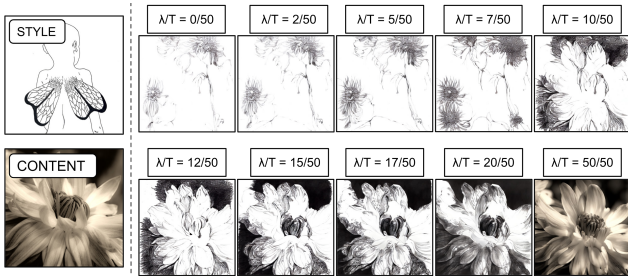 STYLE
λ/T = 0/50
λ/T = 2/50
λ/T = 5/50
λ/T = 7/50
λ/T = 10/50
CONTENT
λ/T = 12/50
λ/T = 15/50
λ/T = 17/50
λ/T = 20/50
λ/T = 50/50